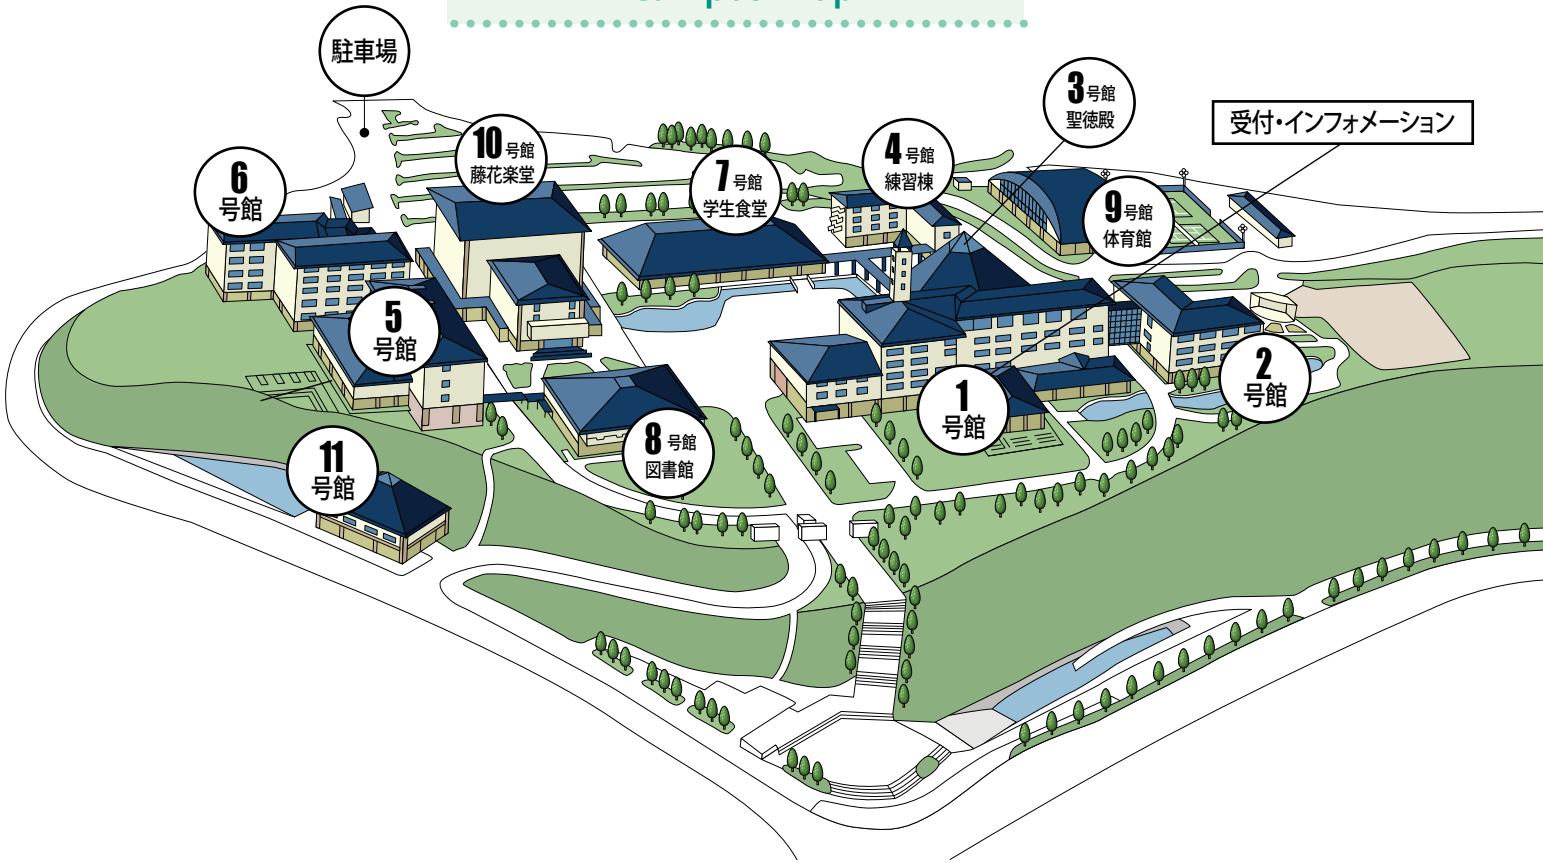 駐車場
3号館
聖徳殿
受付・インフォメーション
10号館
藤花楽堂
4号館
練習棟
6
号館
7号館
学生食堂
9号館
体育館
5
号館
2
号館
1
号館
8号館
図書館
11
号館